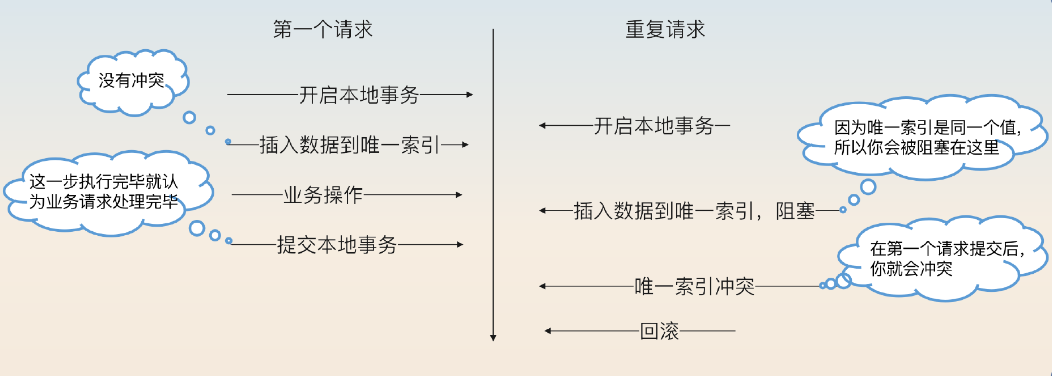 第一个请求
重复请求
没有冲突
开启本地事务
插入数据到唯一索引
这一步执行完毕就认
为业务请求处理完毕
业务操作
提交本地事务
开启本地事务
因为唯一索引是同一个值，
所以你会被阻塞在这里
插入数据到唯一索引，阻塞
在第一个请求提交后，
你就会冲突
唯一索引冲突
回滚